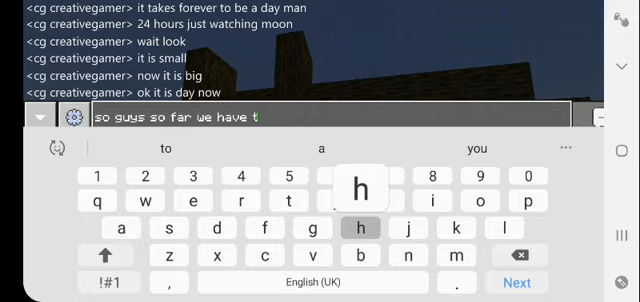 <cg creativegamer> it takes forever to be a day man
<cg creativegamer> 24 hours just watching moon
<cg creativegamer> wait look
<cg creativegamer> it is small
<cg creativegamer> now it is big
<cg creativegamer> ok it is day now
so guys so far we have t
to a you ...
1 2 3 4 5 8 9 0
h
q w e r t i o p
a s d f g h j k l
z x c v b n m
!#1 , English (UK) . Next